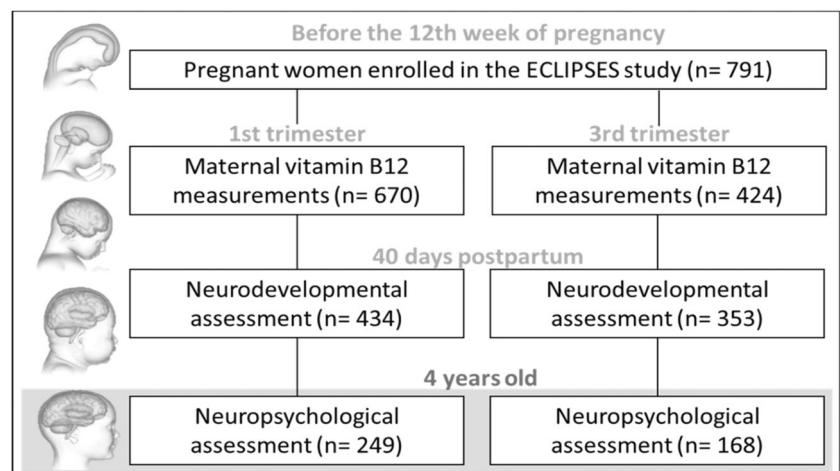 Before the 12th week of pregnancy
Pregnant women enrolled in the ECLIPSES study (n= 791)
1st trimester
3rd trimester
Maternal vitamin B12
measurements (n= 670)
Maternal vitamin B12
measurements (n= 424)
40 days postpartum
Neurodevelopmental
assessment (n= 434)
Neurodevelopmental
assessment (n= 353)
4 years old
Neuropsychological
assessment (n= 249)
Neuropsychological
assessment (n= 168)